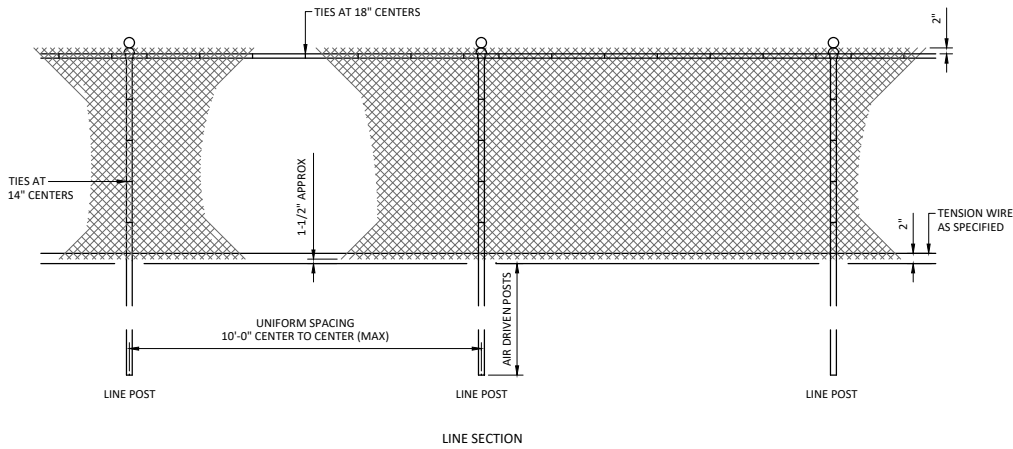 TIES AT 18" CENTERS
2"
TIES AT
14" CENTERS
1-1/2" APPROX
2"
TENSION WIRE
AS SPECIFIED
UNIFORM SPACING
10'-0" CENTER TO CENTER (MAX)
AIR DRIVEN POSTS
LINE POST
LINE POST
LINE POST
LINE SECTION